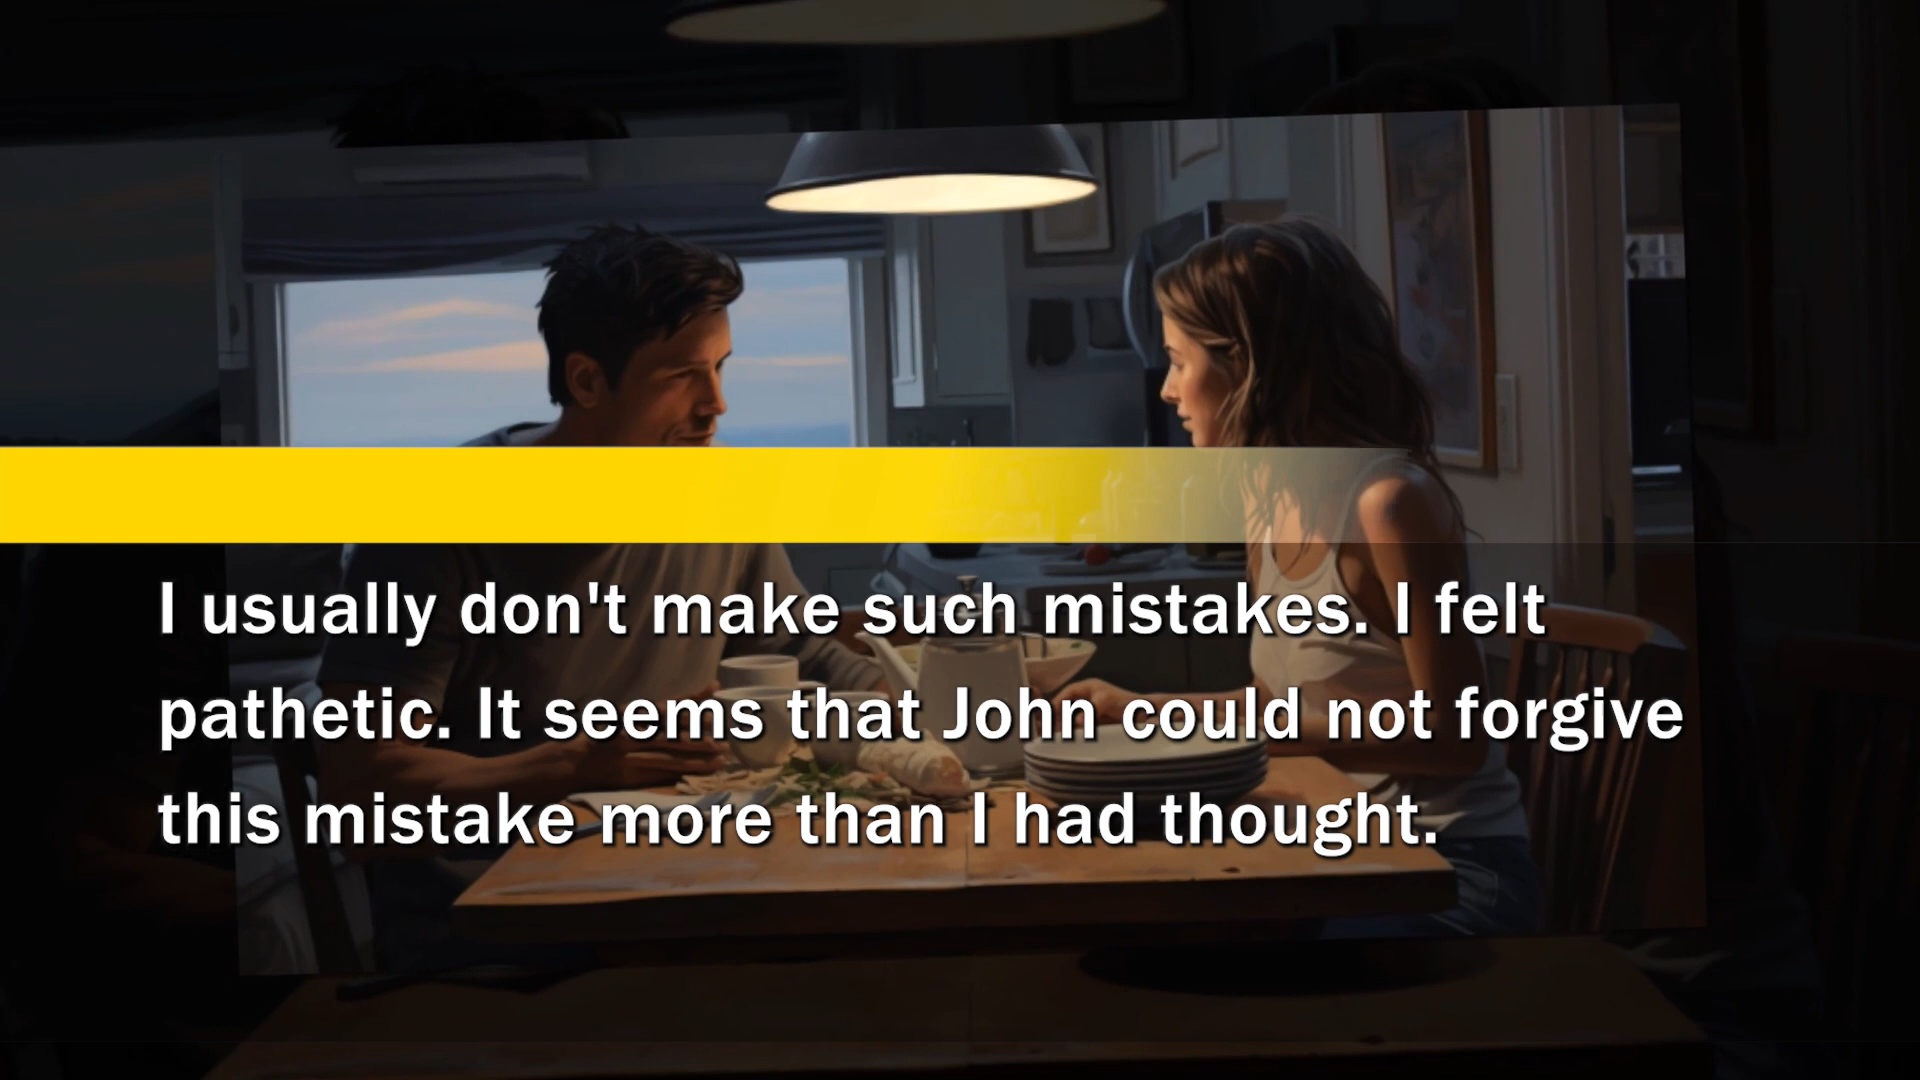 I usually don't make such mistakes. I felt
pathetic. It seems that John could not forgive
this mistake more than I had thought.